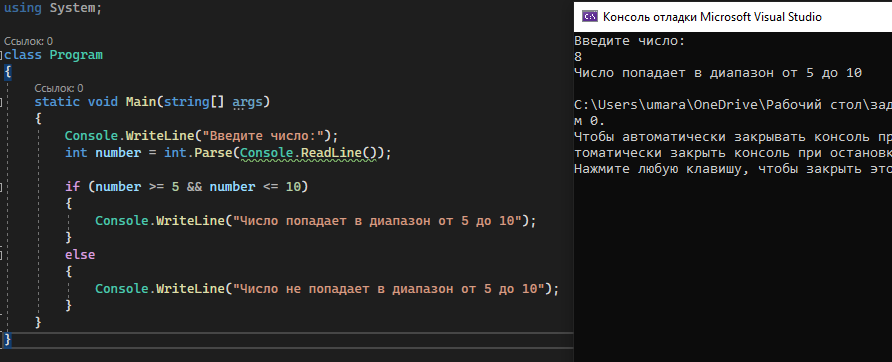 using System;
Ссылок: 0
class Program
{
Ссылок: 0
static void Main(string[] args)
{
Console.WriteLine("Введите число:");
int number = int.Parse(Console.ReadLine());
if (number >= 5 && number <= 10)
{
Console.WriteLine("Число попадает в диапазон от 5 до 10");
}
else
{
Console.WriteLine("Число не попадает в диапазон от 5 до 10");
}
}
}
Консоль отладки Microsoft Visual Studio
Введите число:
8
Число попадает в диапазон от 5 до 10
C:\Users\umara\OneDrive\Рабочий стол\зад
м 0.
Чтобы автоматически закрывать консоль пр
томатически закрыть консоль при остановк
Нажмите любую клавишу, чтобы закрыть это